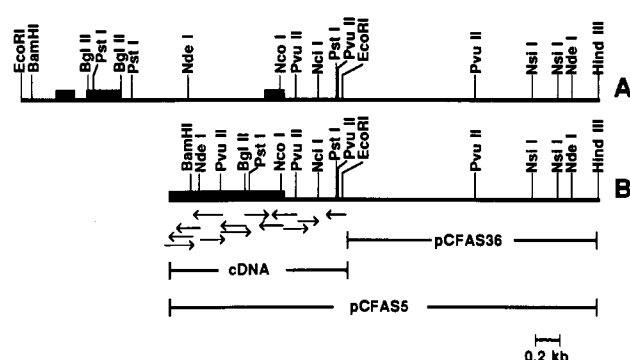 EcoRI
BamHI
Bgl II
Pst I
Bgl II
Pst I
Nde I
Nco I
Pvu II
Nci I
Pst I
Pvu II
EcoRI
Pvu II
Nsi I
Nsi I
Nde I
Hind III
A
BamHI
Nde I
Pvu II
Bgl II
Pst I
Nco I
Pvu II
Nci I
Pst I
Pvu II
EcoRI
Pvu II
Nsi I
Nsi I
Nde I
Hind III
B
pCFAS36
cDNA
pCFAS5
0.2 kb